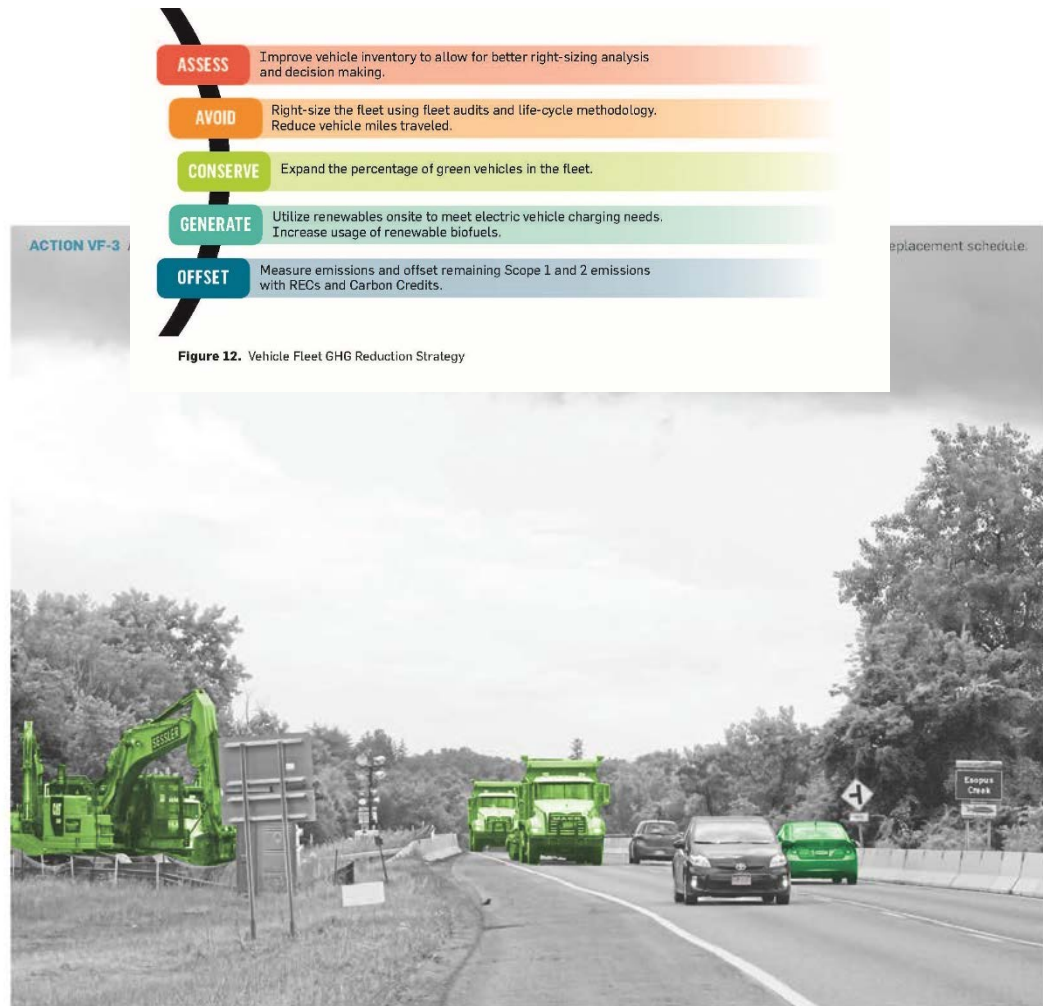 ASSESS
Improve vehicle inventory to allow for better right-sizing analysis
and decision making.
AVOID
Right-size the fleet using fleet audits and life-cycle methodology.
Reduce vehicle miles traveled.
CONSERVE
Expand the percentage of green vehicles in the fleet.
GENERATE
Utilize renewables onsite to meet electric vehicle charging needs.
Increase usage of renewable biofuels.
ACTION VF-3
replacement schedule.
OFFSET
Measure emissions and offset remaining Scope 1 and 2 emissions
with RECs and Carbon Credits.
Figure 12. Vehicle Fleet GHG Reduction Strategy
SESSLER
CAT
MACK
Esopus
Creek